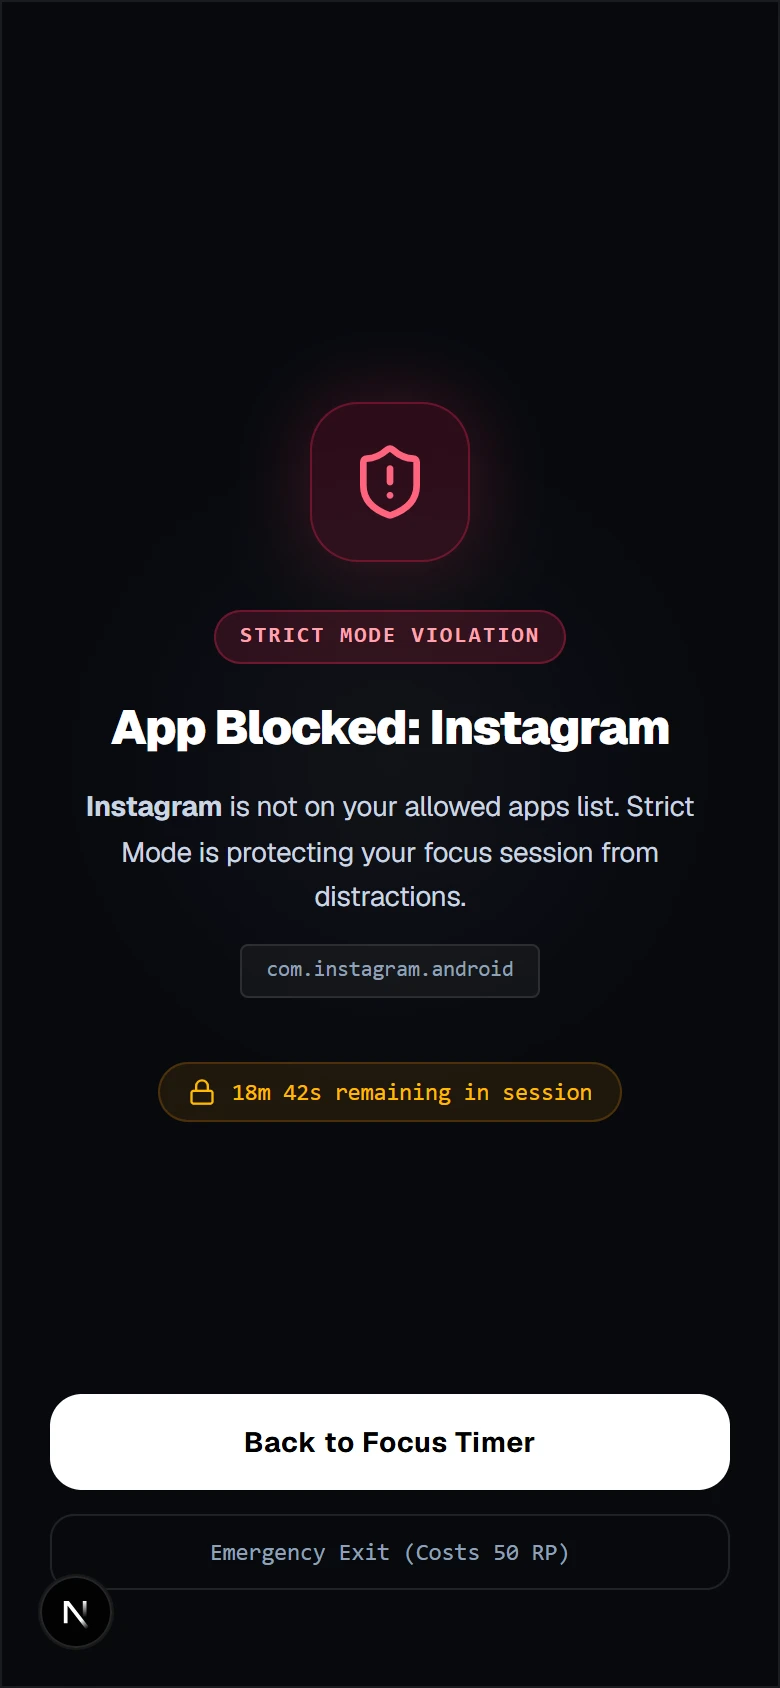 STRICT MODE VIOLATION
App Blocked: Instagram
Instagram is not on your allowed apps list. Strict
Mode is protecting your focus session from
distractions.
com.instagram.android
18m 42s remaining in session
Back to Focus Timer
Emergency Exit (Costs 50 RP)
N